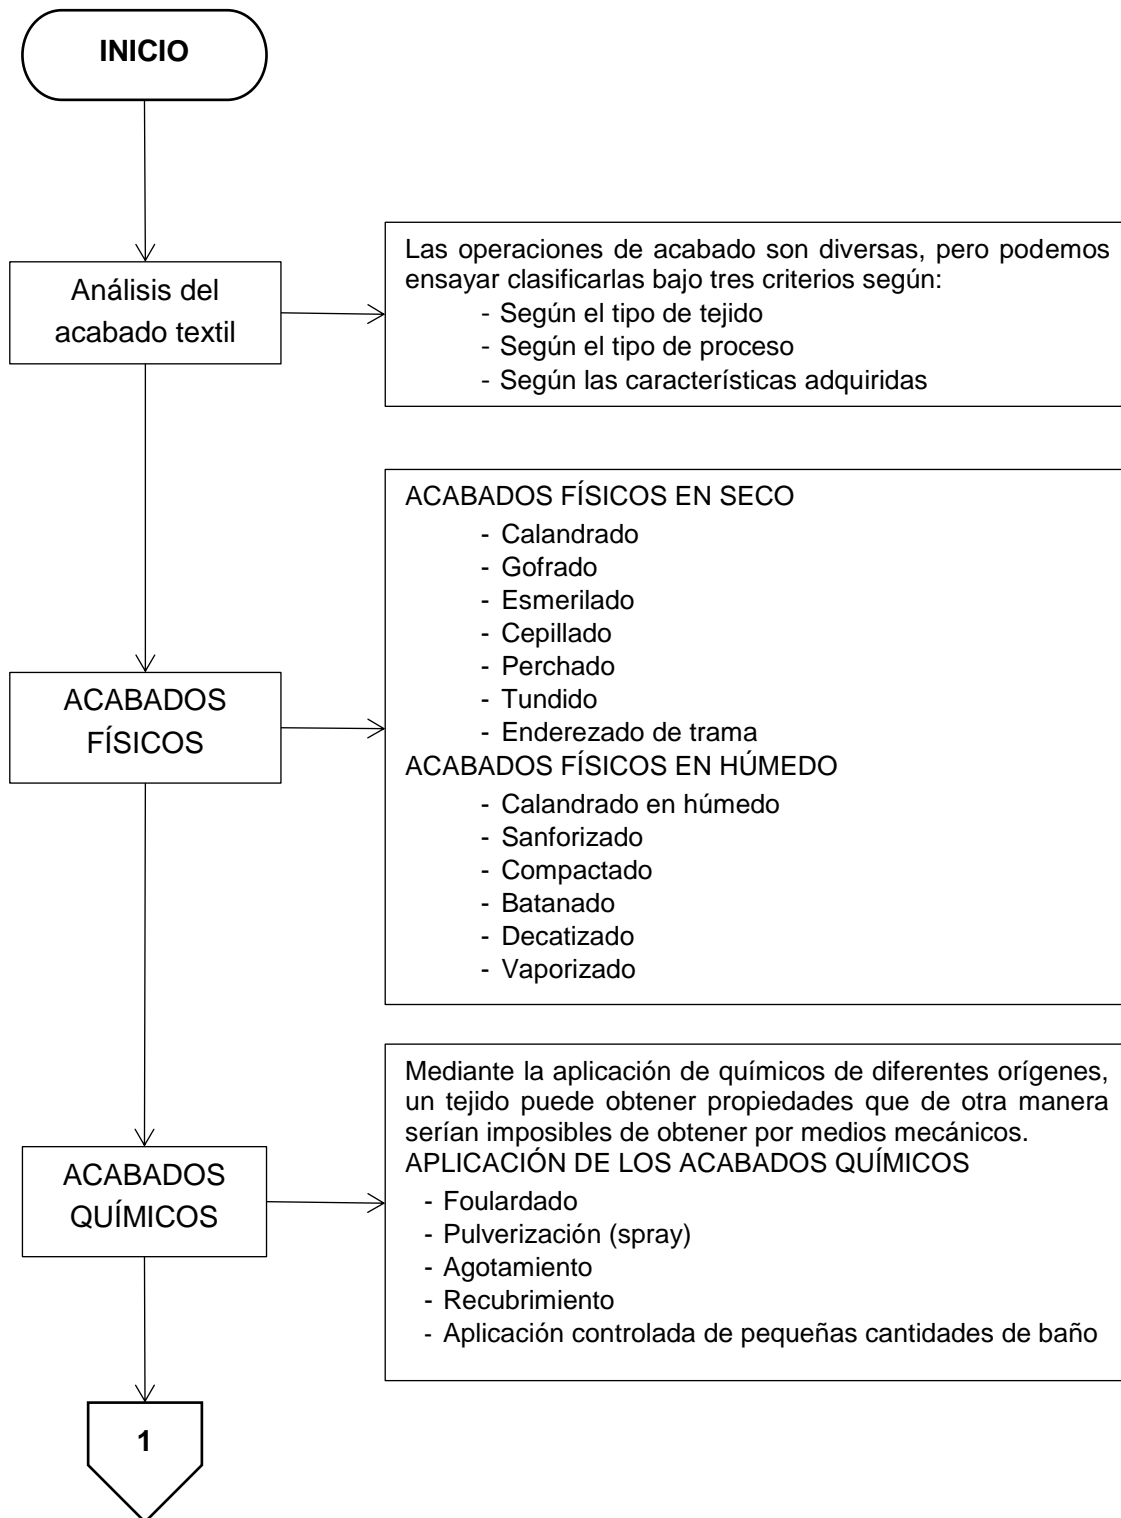 INICIO
Análisis del
acabado textil
Las operaciones de acabado son diversas, pero podemos
ensayar clasificarlas bajo tres criterios según:
- Según el tipo de tejido
- Según el tipo de proceso
- Según las características adquiridas
ACABADOS
FÍSICOS
ACABADOS FÍSICOS EN SECO
- Calandrado
- Gofrado
- Esmerilado
- Cepillado
- Perchado
- Tundido
- Enderezado de trama
ACABADOS FÍSICOS EN HÚMEDO
- Calandrado en húmedo
- Sanforizado
- Compactado
- Batanado
- Decatizado
- Vaporizado
ACABADOS
QUÍMICOS
Mediante la aplicación de químicos de diferentes orígenes,
un tejido puede obtener propiedades que de otra manera
serían imposibles de obtener por medios mecánicos.
APLICACIÓN DE LOS ACABADOS QUÍMICOS
- Foulardado
- Pulverización (spray)
- Agotamiento
- Recubrimiento
- Aplicación controlada de pequeñas cantidades de baño
1